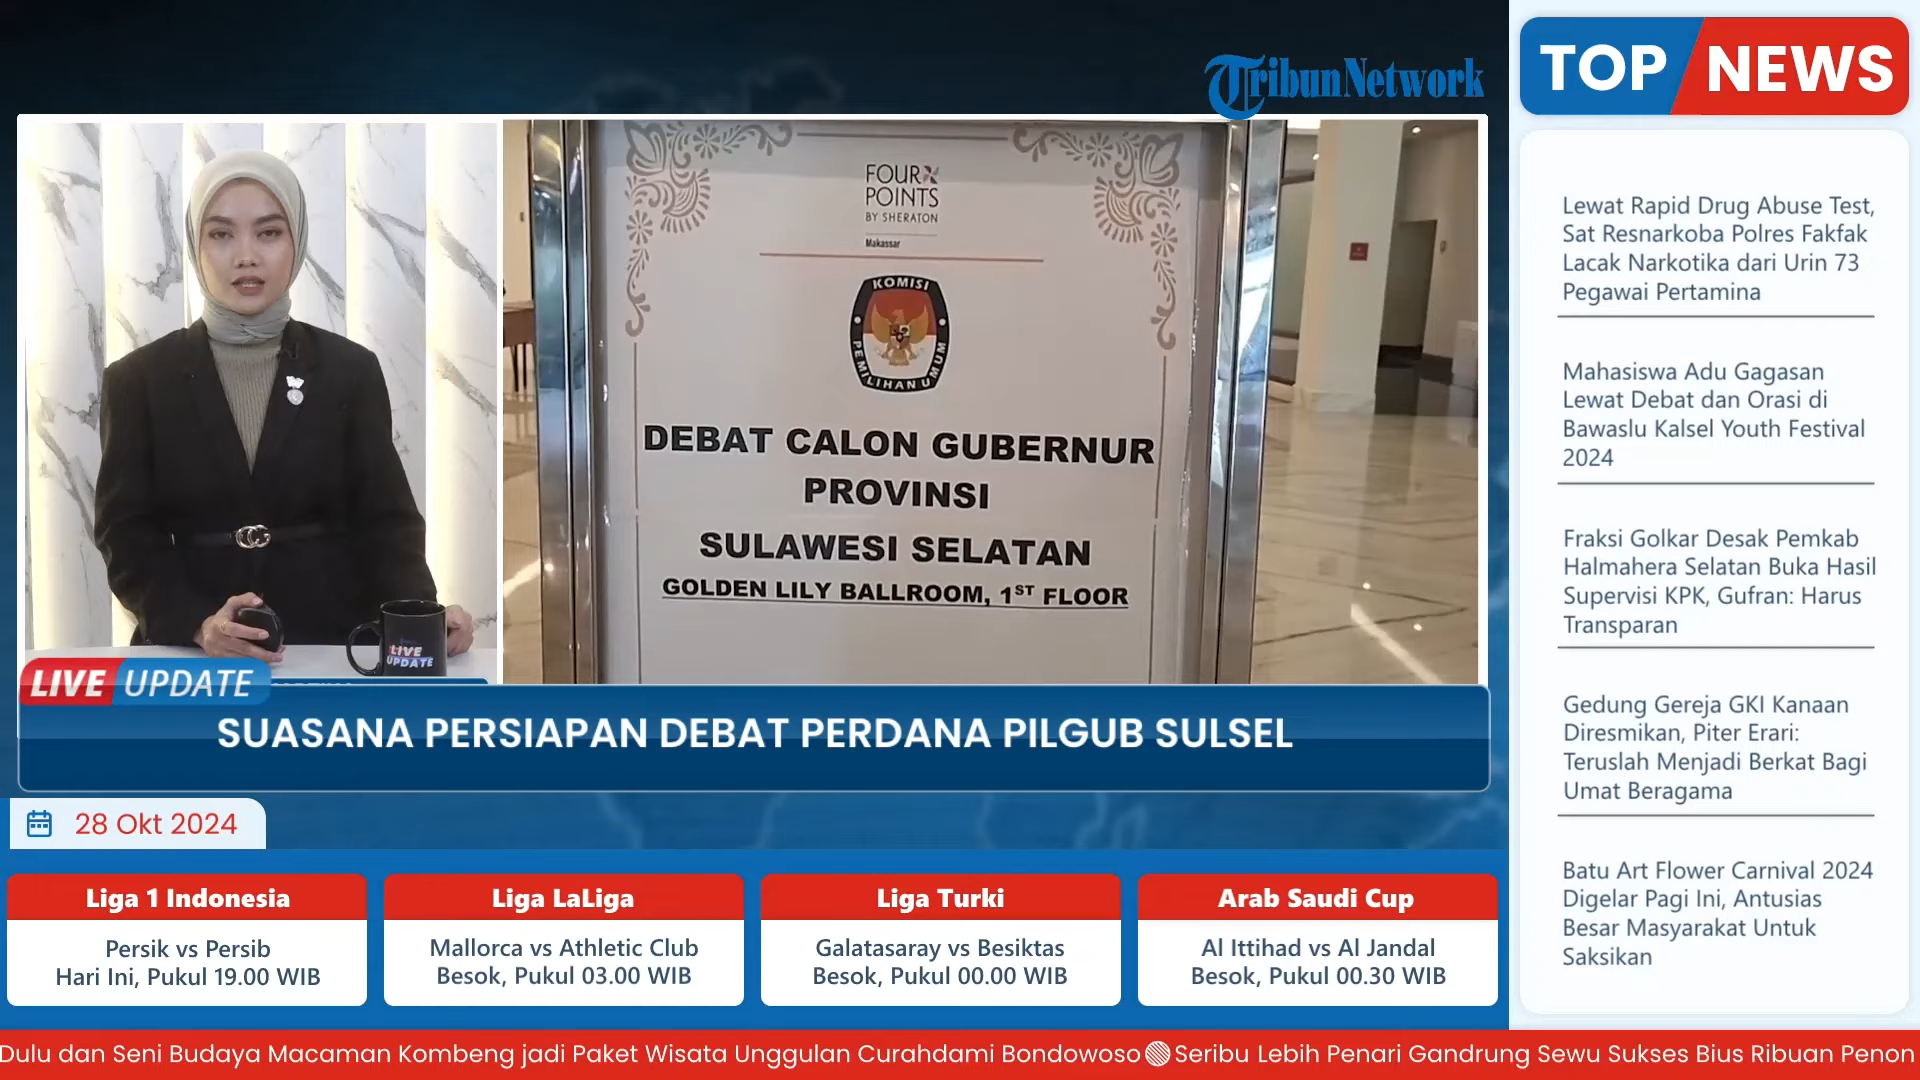 TribunNetwork
FOUR
POINTS
BY SHERATON
Makassar
KOMISI
PEMILIHAN UMUM
DEBAT CALON GUBERNUR
PROVINSI
SULAWESI SELATAN
GOLDEN LILY BALLROOM, 1ST FLOOR
LIVE
UPDATE
LIVE UPDATE
SUASANA PERSIAPAN DEBAT PERDANA PILGUB SULSEL
28 Okt 2024
Liga 1 Indonesia
Persik vs Persib
Hari Ini, Pukul 19.00 WIB
Liga LaLiga
Mallorca vs Athletic Club
Besok, Pukul 03.00 WIB
Liga Turki
Galatasaray vs Besiktas
Besok, Pukul 00.00 WIB
Arab Saudi Cup
Al Ittihad vs Al Jandal
Besok, Pukul 00.30 WIB
TOP NEWS
Lewat Rapid Drug Abuse Test,
Sat Resnarkoba Polres Fakfak
Lacak Narkotika dari Urin 73
Pegawai Pertamina
Mahasiswa Adu Gagasan
Lewat Debat dan Orasi di
Bawaslu Kalsel Youth Festival
2024
Fraksi Golkar Desak Pemkab
Halmahera Selatan Buka Hasil
Supervisi KPK, Gufran: Harus
Transparan
Gedung Gereja GKI Kanaan
Diresmikan, Piter Erari:
Teruslah Menjadi Berkat Bagi
Umat Beragama
Batu Art Flower Carnival 2024
Digelar Pagi Ini, Antusias
Besar Masyarakat Untuk
Saksikan
Dulu dan Seni Budaya Macaman Kombeng jadi Paket Wisata Unggulan Curahdami Bondowoso Seribu Lebih Penari Gandrung Sewu Sukses Bius Ribuan Penon